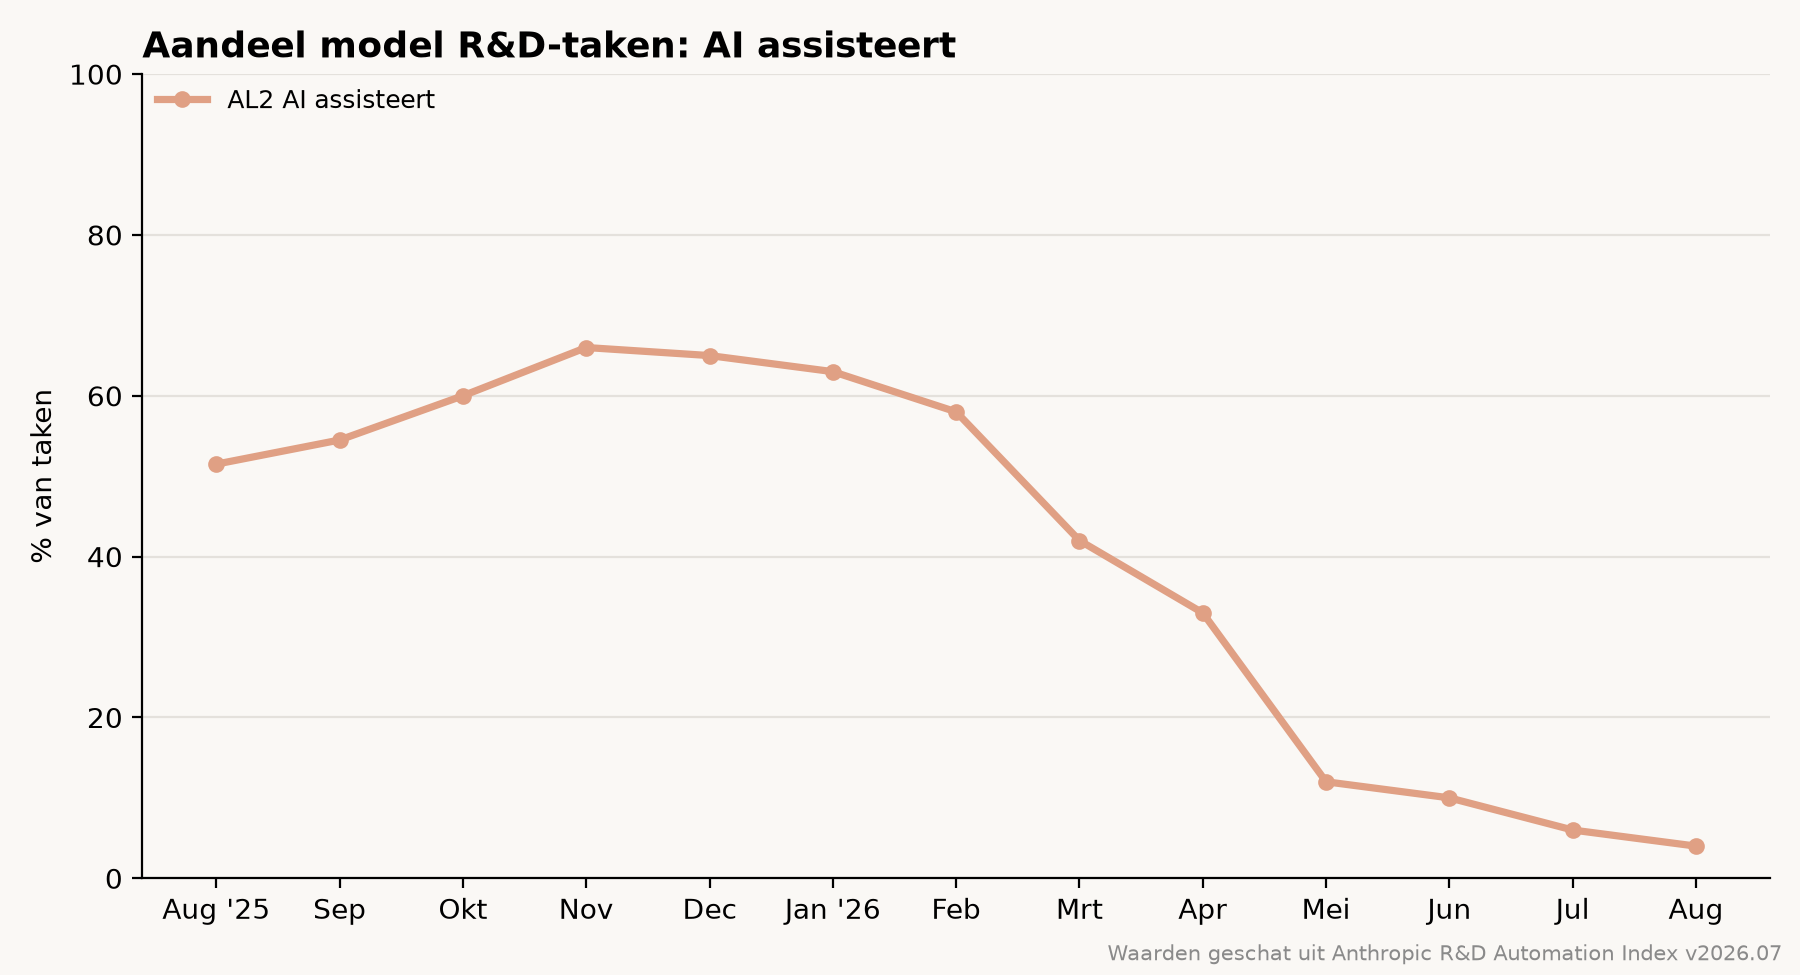 Aandeel model R&D-taken: AI assisteert
AL2 AI assisteert
% van taken
100
80
60
40
20
0
Aug '25 Sep Okt Nov Dec Jan '26 Feb Mrt Apr Mei Jun Jul Aug
Waarden geschat uit Anthropic R&D Automation Index v2026.07